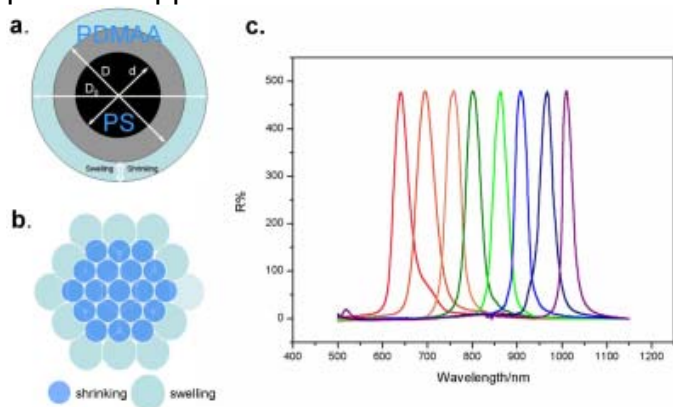 a.
PDMAA
D
d
D
PS
Swelling
Shrinking
b.
shrinking
swelling
c.
500
400
300
200
100
0
R%
400 500 600 700 800 900 1000 1100 1200
Wavelength/nm